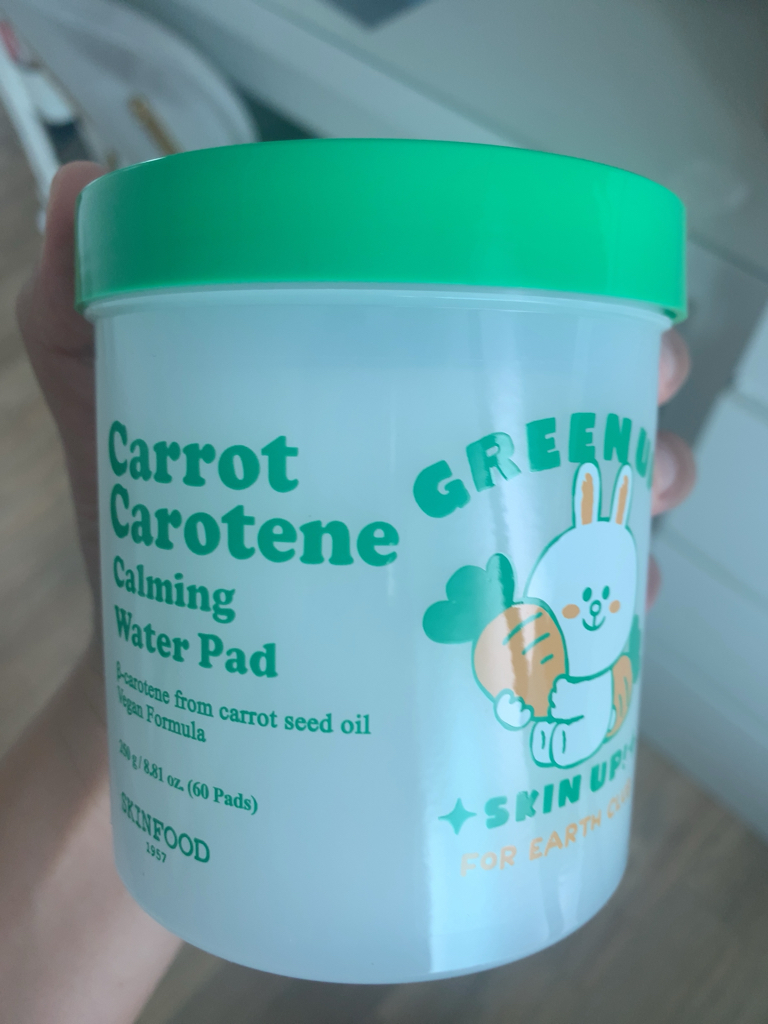 Carrot
Carotene
Calming
Water Pad
β-carotene from carrot seed oil
Vegan Formula
250 g / 8.81 oz. (60 Pads)
SKINFOOD
1957
GREEN
SKIN UP!
FOR EARTH